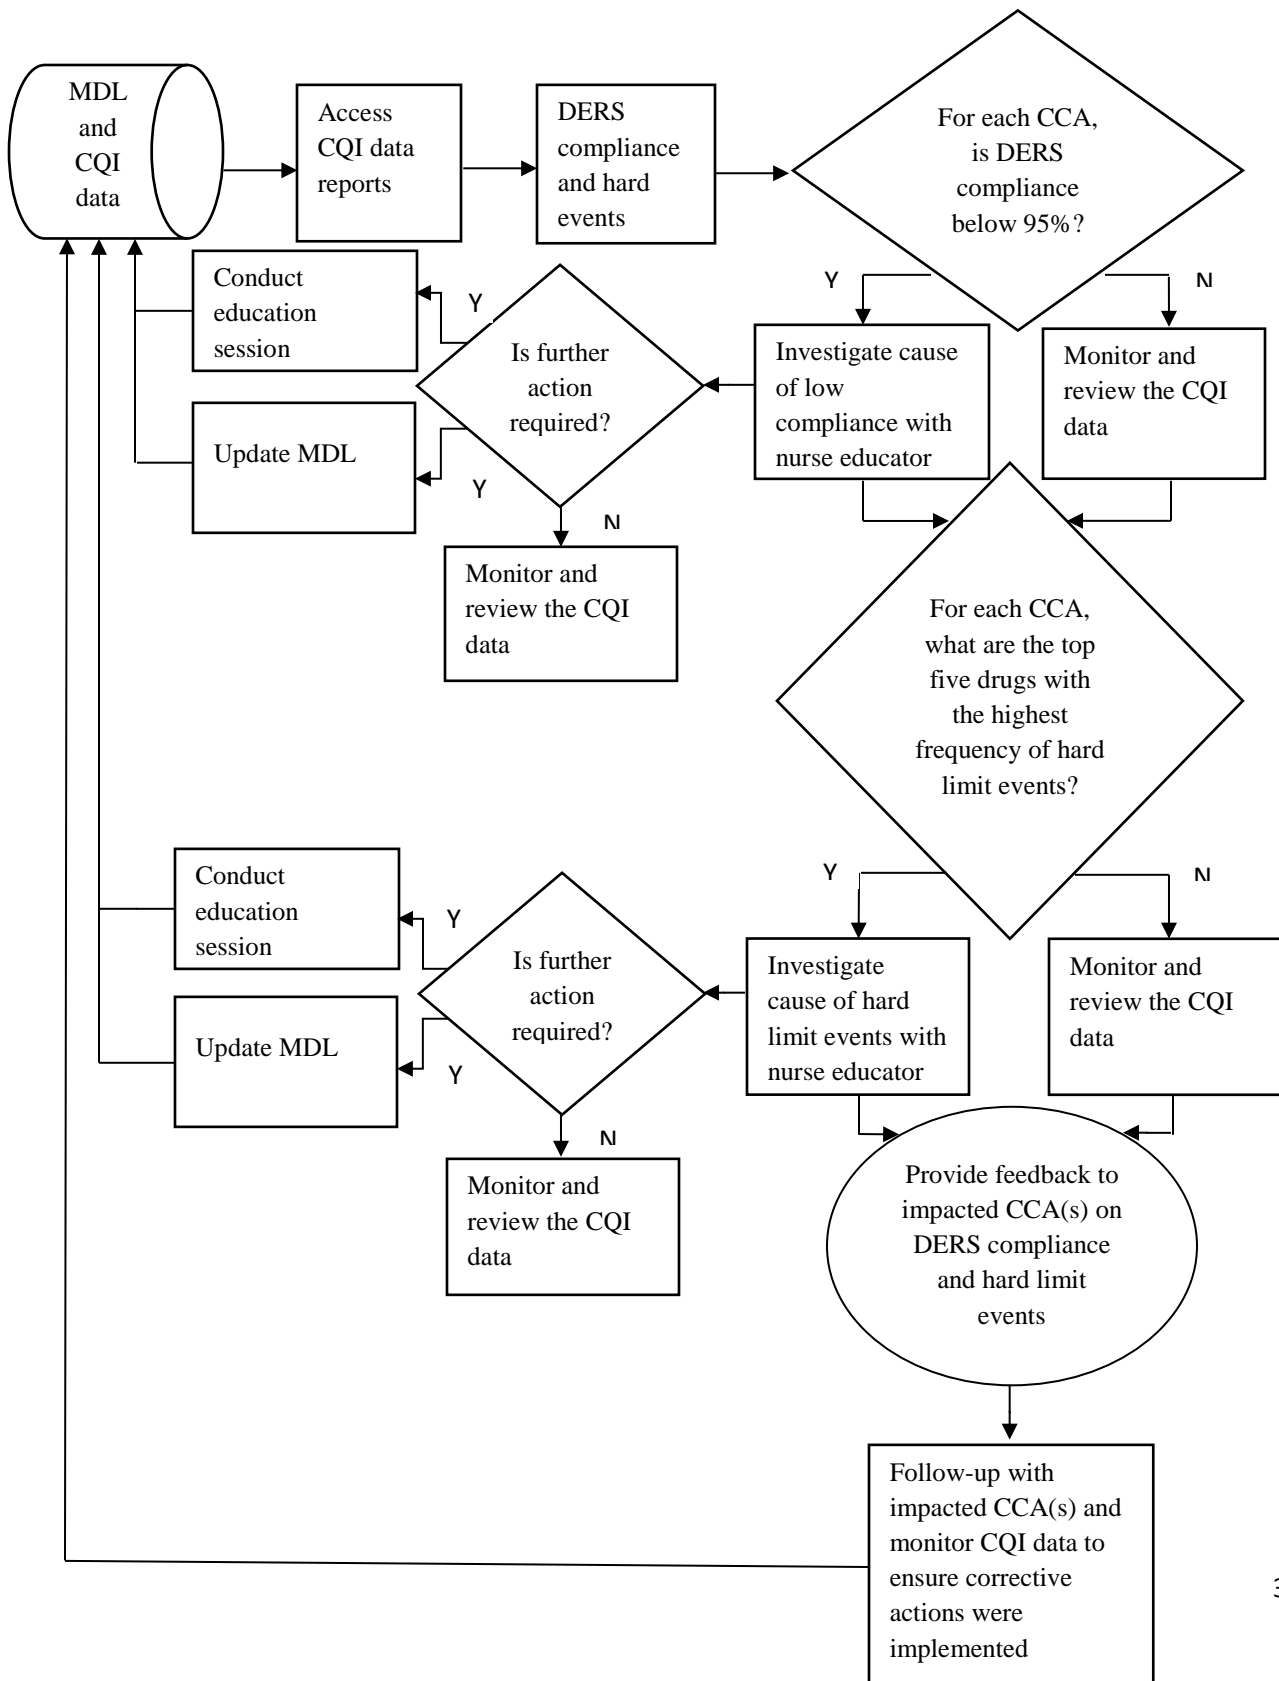 MDL
and
CQI
data
Access
CQI data
reports
DERS
compliance
and hard
events
For each CCA,
is DERS
compliance
below 95%?
Y
N
Conduct
education
session
Y
Is further
action
required?
Investigate cause
of low
compliance with
nurse educator
Monitor and
review the CQI
data
Update MDL
Y
N
Monitor and
review the CQI
data
For each CCA,
what are the top
five drugs with
the highest
frequency of hard
limit events?
Y
N
Conduct
education
session
Y
Is further
action
required?
Investigate
cause of hard
limit events with
nurse educator
Monitor and
review the CQI
data
Update MDL
Y
N
Monitor and
review the CQI
data
Provide feedback to
impacted CCA(s) on
DERS compliance
and hard limit
events
Follow-up with
impacted CCA(s) and
monitor CQI data to
ensure corrective
actions were
implemented
3